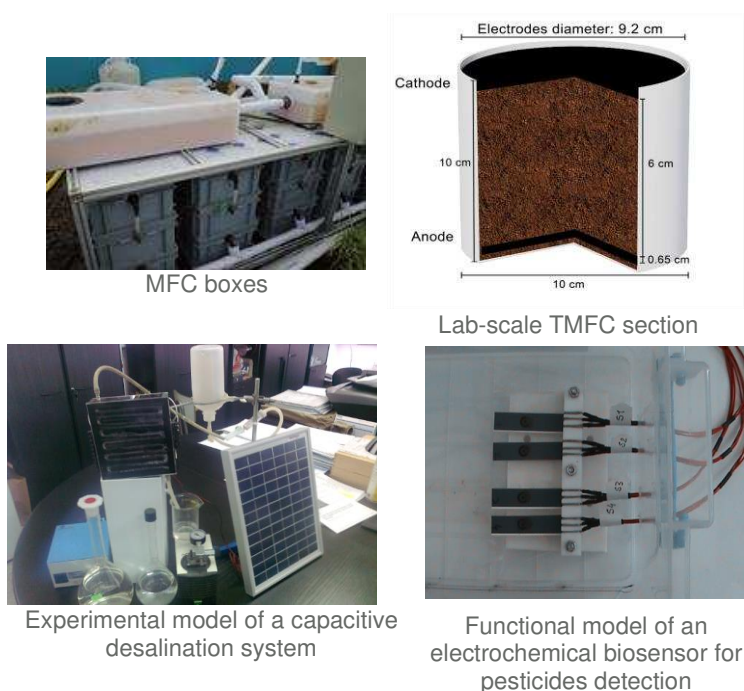 Electrodes diameter: 9.2 cm
Cathode
10 cm
6 cm
Anode
0.65 cm
10 cm
MFC boxes
Lab-scale TMFC section
S1
S2
S3
S4
Experimental model of a capacitive
desalination system
Functional model of an
electrochemical biosensor for
pesticides detection